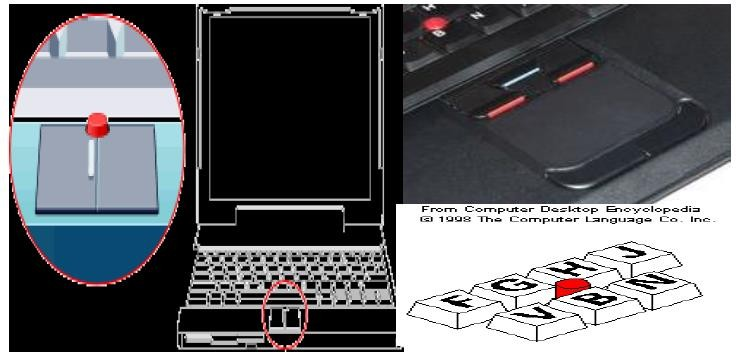 H
B
N
From Computer Desktop Encyclopedia
© 1998 The Computer Language Co. Inc.
F G H J
V B N